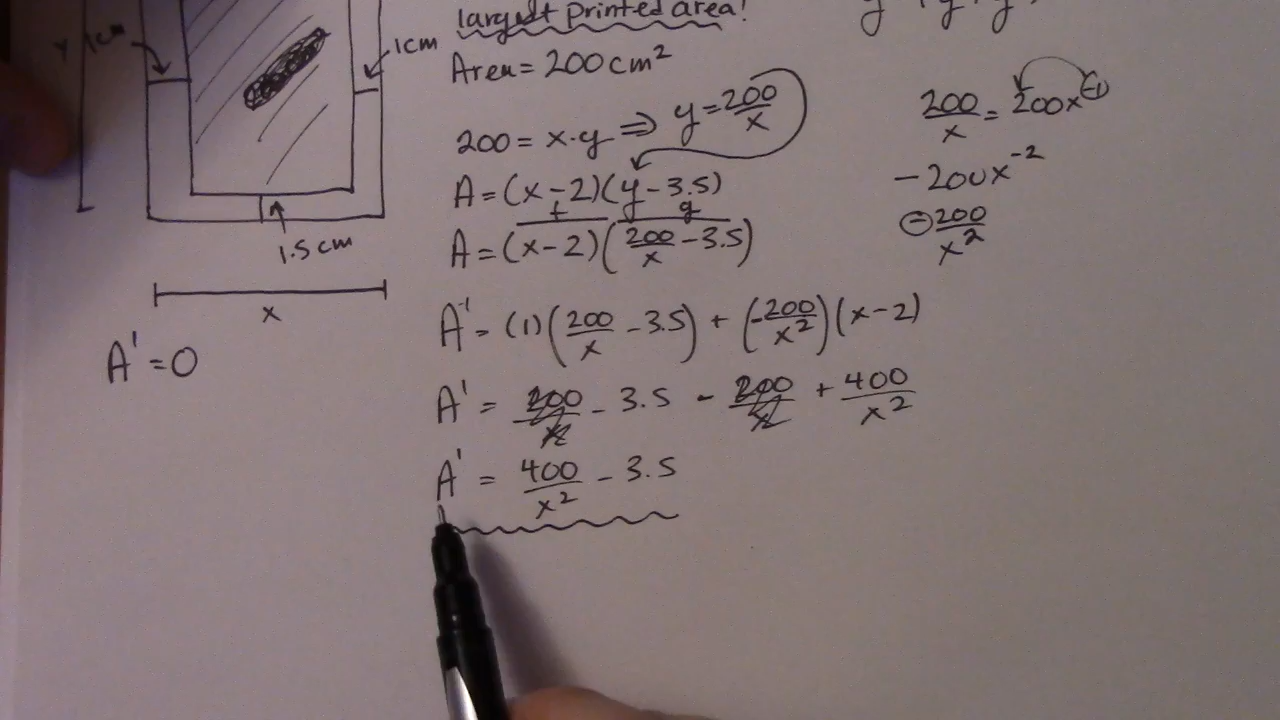 largest printed area!
1cm
1cm
Area = 200cm²
200 = x·y ⇒ y = 200/x
200/x = 200x⁻¹
A = (x-2)(y-3.5)
-200x⁻²
f g
A = (x-2)(200/x - 3.5)
-200/x²
1.5cm
x
A' = (1)(200/x - 3.5) + (-200/x²)(x-2)
A' = 0
A' = 200/x - 3.5 - 200/x + 400/x²
A' = 400/x² - 3.5